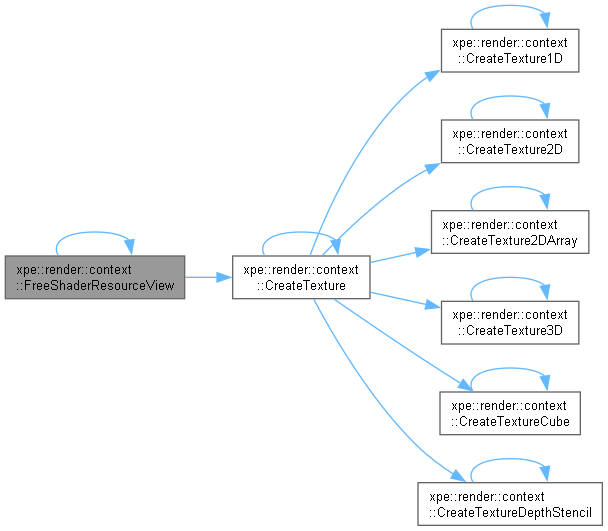 xpe::render::context
::FreeShaderResourceView
xpe::render::context
::CreateTexture
xpe::render::context
::CreateTexture1D
xpe::render::context
::CreateTexture2D
xpe::render::context
::CreateTexture2DArray
xpe::render::context
::CreateTexture3D
xpe::render::context
::CreateTextureCube
xpe::render::context
::CreateTextureDepthStencil